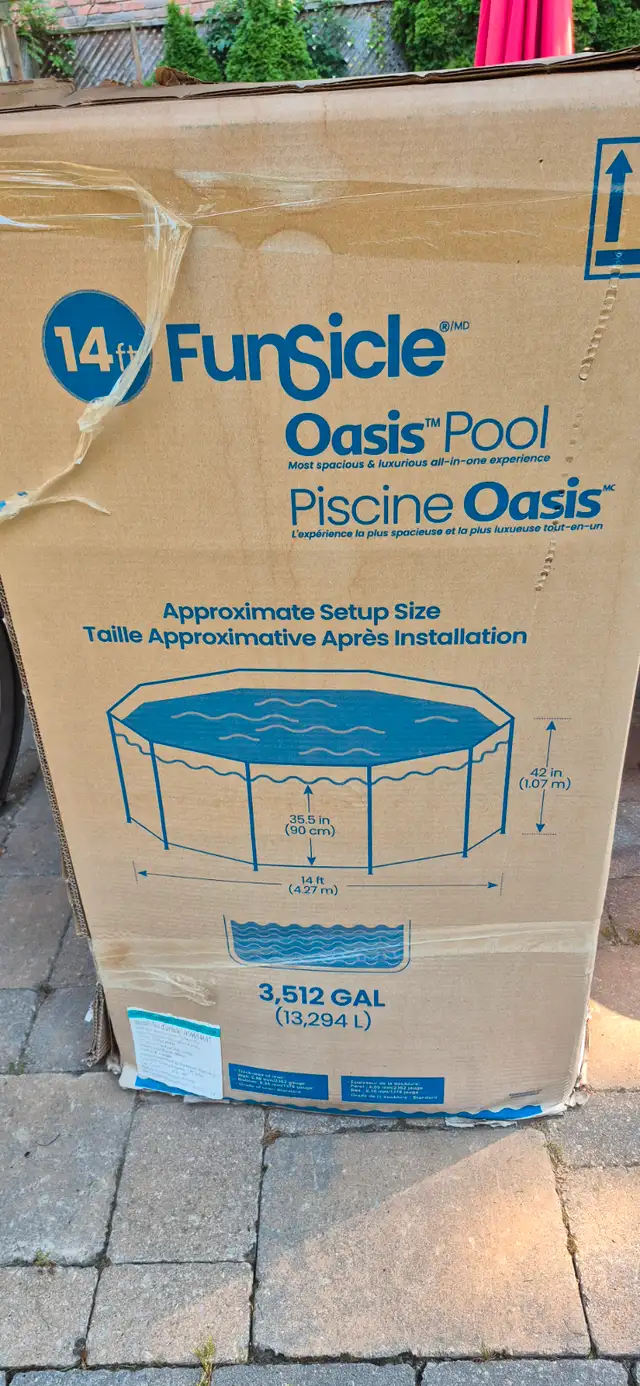 14ft FunSicle®/MD
Oasis™ Pool
Most spacious & luxurious all-in-one experience
Piscine Oasis MC
L'expérience la plus spacieuse et la plus luxueuse tout-en-un
Approximate Setup Size
Taille Approximative Après Installation
42 in
(1.07 m)
35.5 in
(90 cm)
14 ft
(4.27 m)
3,512 GAL
(13,294 L)